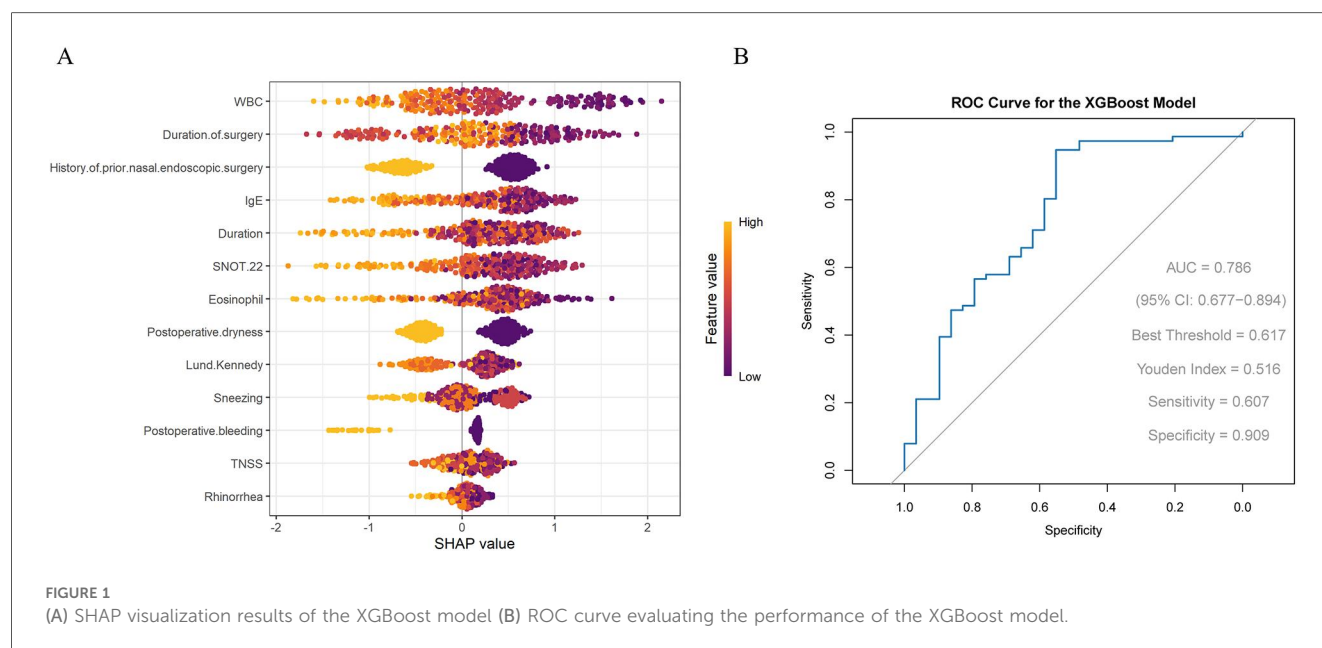 A
WBC
Duration.of.surgery
History.of.prior.nasal.endoscopic.surgery
IgE
Duration
SNOT.22
Eosinophil
Postoperative.dryness
Lund.Kennedy
Sneezing
Postoperative.bleeding
TNSS
Rhinorrhea
-2 -1 0 1 2
SHAP value
High
Feature value
Low
B
ROC Curve for the XGBoost Model
1.0
0.8
0.6
0.4
0.2
0.0
Sensitivity
AUC = 0.786
(95% CI: 0.677−0.894)
Best Threshold = 0.617
Youden Index = 0.516
Sensitivity = 0.607
Specificity = 0.909
1.0 0.8 0.6 0.4 0.2 0.0
Specificity
FIGURE 1
(A) SHAP visualization results of the XGBoost model (B) ROC curve evaluating the performance of the XGBoost model.